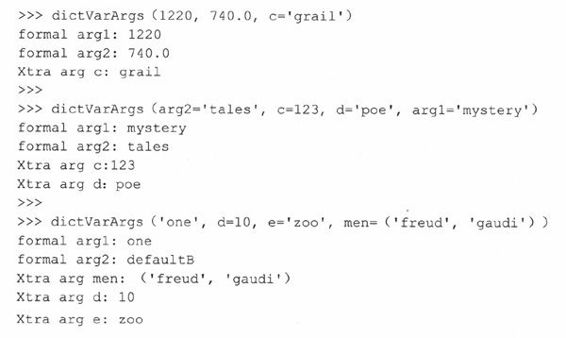 >>> dictVarArgs (1220, 740.0, c='grail')
formal arg1: 1220
formal arg2: 740.0
Xtra arg c: grail
>>>
>>> dictVarArgs (arg2='tales', c=123, d='poe', arg1='mystery')
formal arg1: mystery
formal arg2: tales
Xtra arg c:123
Xtra arg d: poe
>>>
>>> dictVarArgs ('one', d=10, e='zoo', men= ('freud', 'gaudi') )
formal arg1: one
formal arg2: defaultB
Xtra arg men: ('freud', 'gaudi')
Xtra arg d: 10
Xtra arg e: zoo